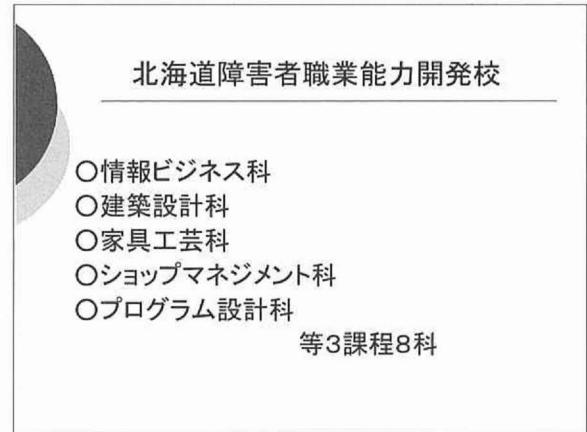 北海道障害者職業能力開発校
○情報ビジネス科
○建築設計科
○家具工芸科
○ショップマネジメント科
○プログラム設計科
等3課程8科